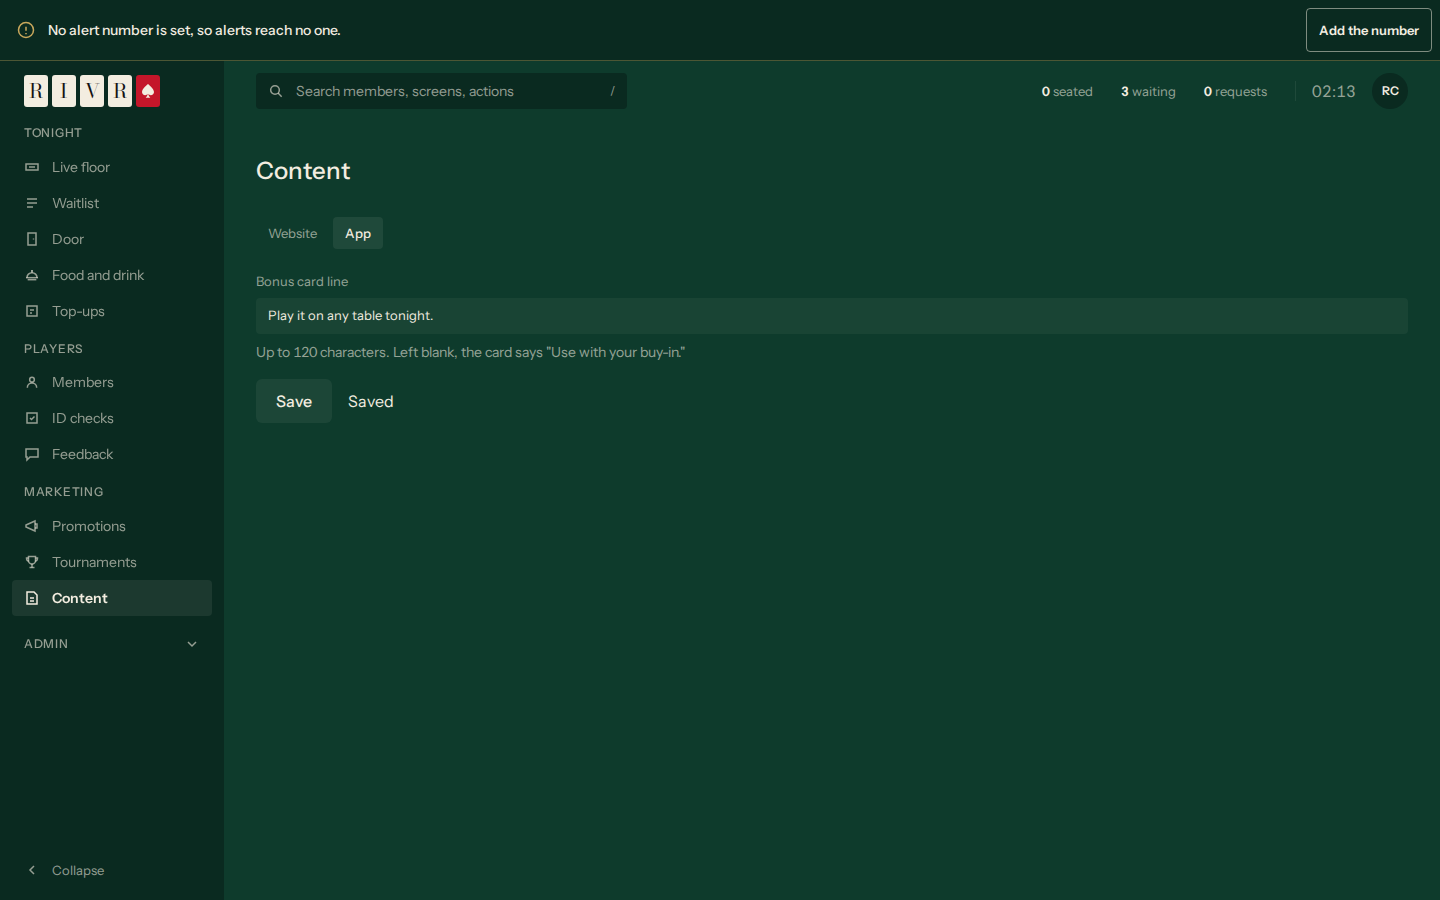 No alert number is set, so alerts reach no one.
Add the number
R I V R
Search members, screens, actions /
0 seated 3 waiting 0 requests 02:13 RC
TONIGHT
Live floor
Waitlist
Door
Food and drink
Top-ups
PLAYERS
Members
ID checks
Feedback
MARKETING
Promotions
Tournaments
Content
ADMIN
Collapse
Content
Website App
Bonus card line
Play it on any table tonight.
Up to 120 characters. Left blank, the card says "Use with your buy-in."
Save Saved